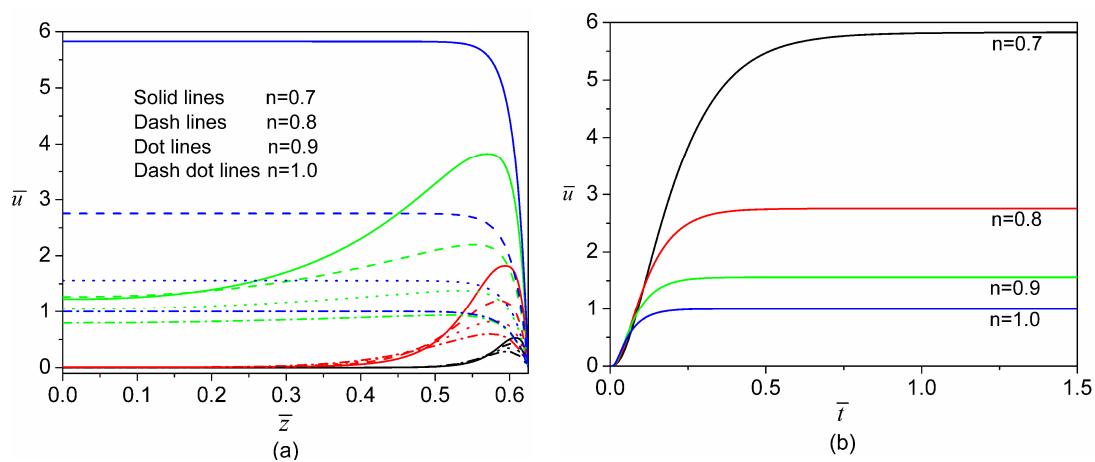 6
5
4
3
2
1
0
u̅
Solid lines n=0.7
Dash lines n=0.8
Dot lines n=0.9
Dash dot lines n=1.0
0.0 0.1 0.2 0.3 0.4 0.5 0.6
z̅
(a)
6
5
4
3
2
1
0
u̅
n=0.7
n=0.8
n=0.9
n=1.0
0.0 0.5 1.0 1.5
t̅
(b)